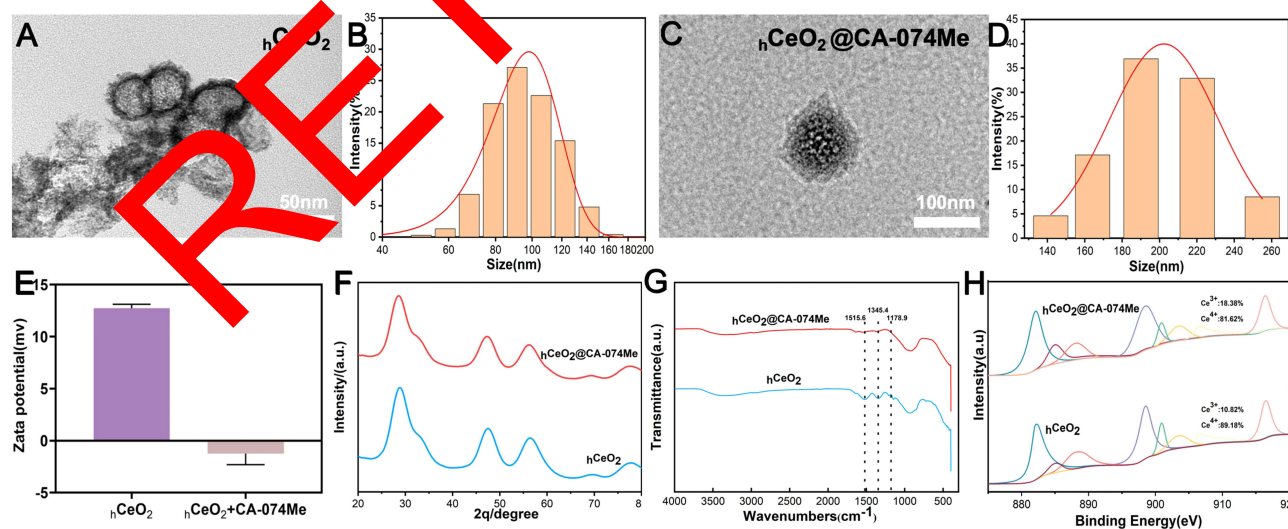 A
hCeO2
50nm
B
Intensity(%)
35
30
25
15
10
5
0
40
60
80
100
120
140
160
180
200
Size(nm)
C
hCeO2@CA-074Me
100nm
D
Intensity(%)
45
40
35
30
25
20
15
10
5
0
140
160
180
200
220
240
260
Size(nm)
RE
E
Zata potential(mv)
15
10
5
0
-5
hCeO2
hCeO2+CA-074Me
F
Intensity/(a.u.)
hCeO2@CA-074Me
hCeO2
20
30
40
50
60
70
80
2q/degree
G
Transmittance(a.u.)
1515.6
1345.4
1178.9
hCeO2@CA-074Me
hCeO2
4000
3500
3000
2500
2000
1500
1000
500
Wavenumbers(cm-1)
H
Intensity(a.u)
hCeO2@CA-074Me
Ce3+:18.38%
Ce4+:81.62%
hCeO2
Ce3+:10.82%
Ce4+:89.18%
880
890
900
910
Binding Energy(eV)